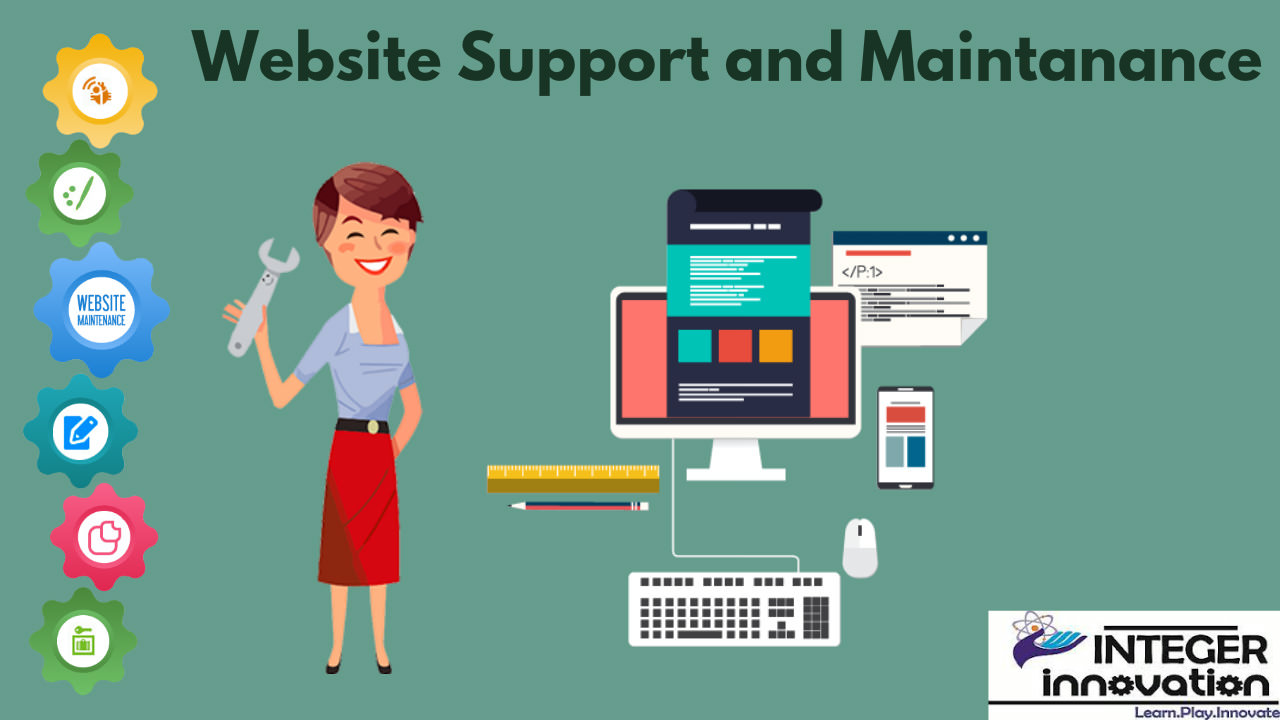 Website Support and Maintanance
WEBSITE
MAINTENANCE
</P:1>
INTEGER
innovation
Learn.Play.Innovate